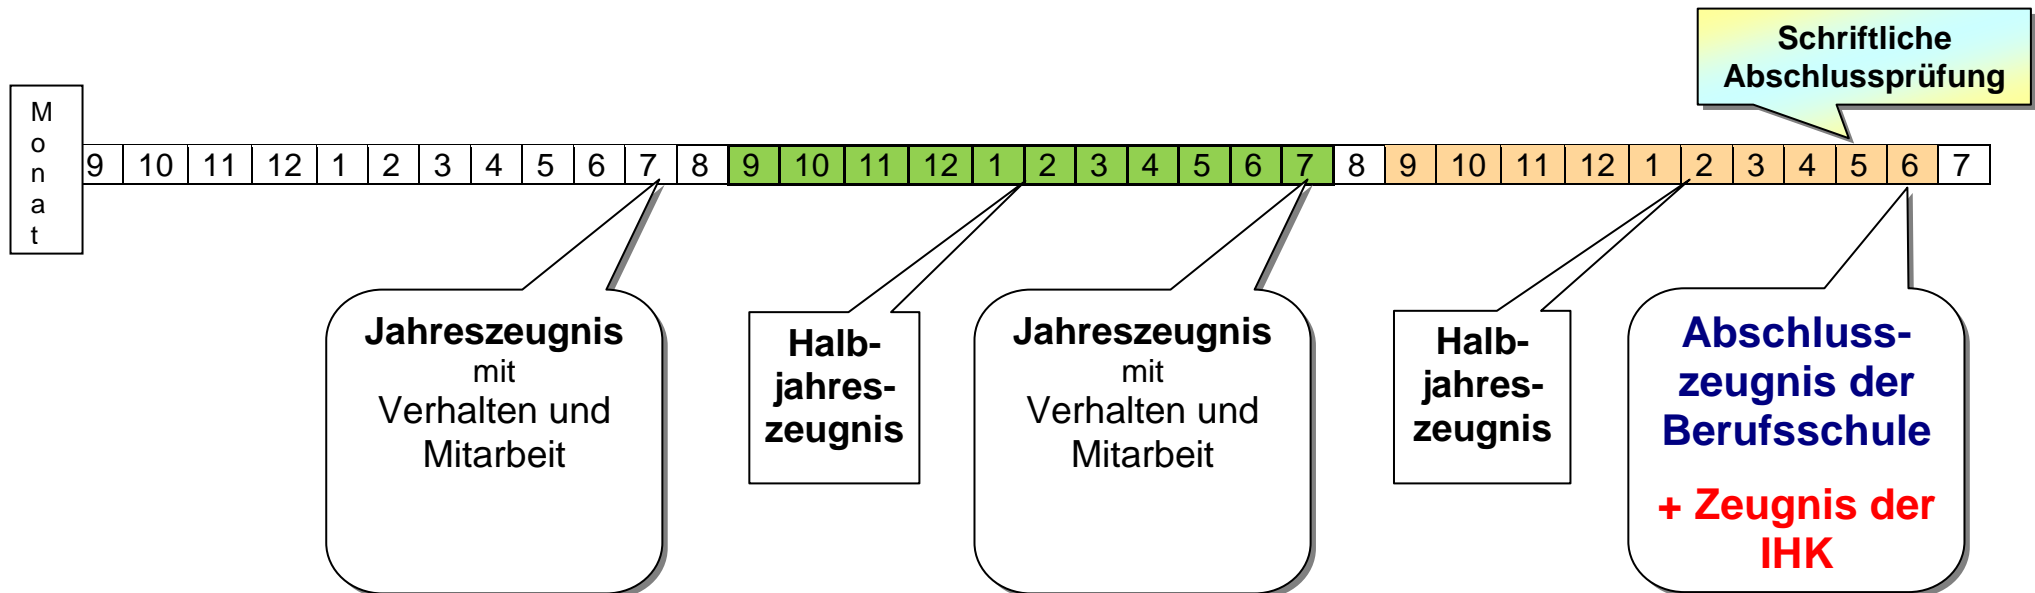 Schriftliche
Abschlussprüfung
Monat
9 10 11 12 1 2 3 4 5 6 7 8 9 10 11 12 1 2 3 4 5 6 7 8 9 10 11 12 1 2 3 4 5 6 7
Jahreszeugnis
mit
Verhalten und
Mitarbeit
Halb-
jahres-
zeugnis
Jahreszeugnis
mit
Verhalten und
Mitarbeit
Halb-
jahres-
zeugnis
Abschluss-
zeugnis der
Berufsschule
+ Zeugnis der
IHK